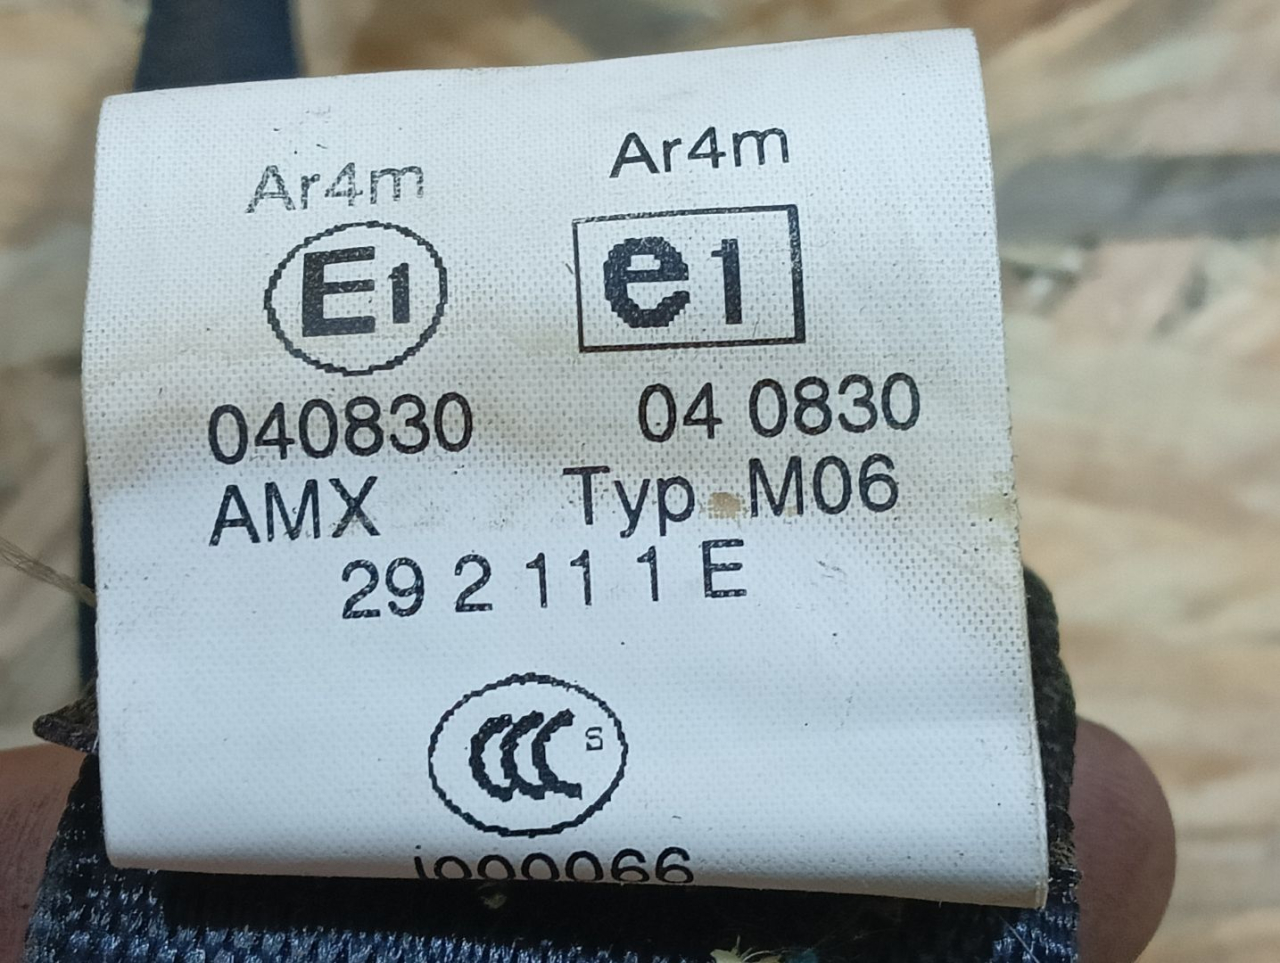 Ar4m Ar4m
E1 e1
040830 04 0830
AMX Typ M06
29 2 11 1 E
CCC S